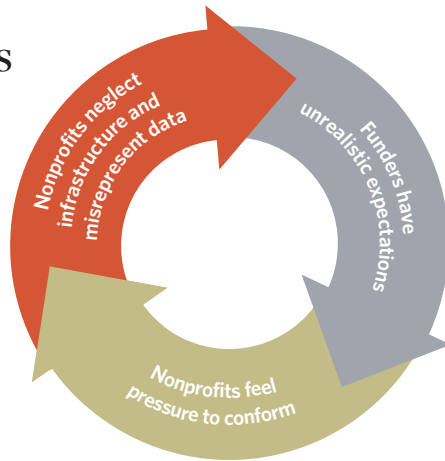 S
Nonprofits neglect
infrastructure and
misrepresent data
Funders have
unrealistic expectations
Nonprofits feel
pressure to conform